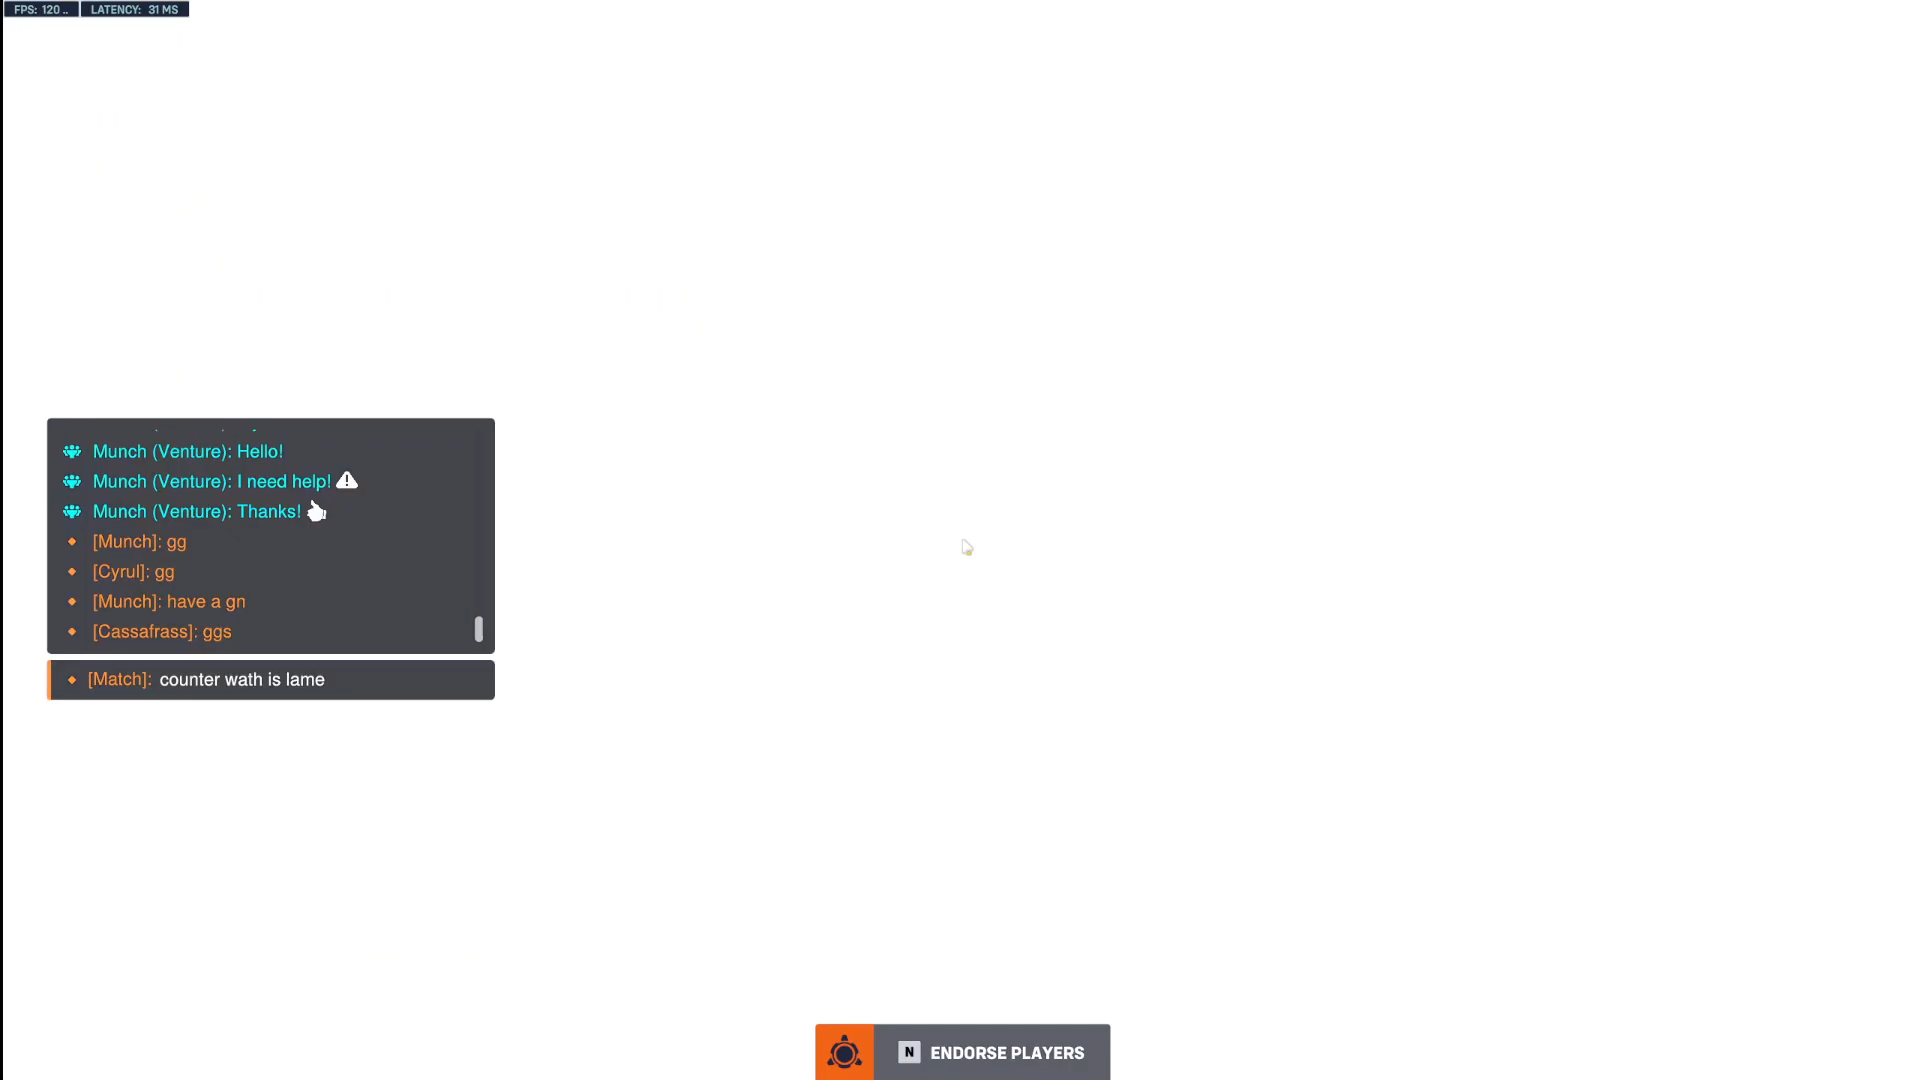 FPS: 120 ..
LATENCY: 31 MS
Munch (Venture): Hello!
Munch (Venture): I need help!
Munch (Venture): Thanks!
[Munch]: gg
[Cyrul]: gg
[Munch]: have a gn
[Cassafrass]: ggs
[Match]: counter wath is lame
N ENDORSE PLAYERS